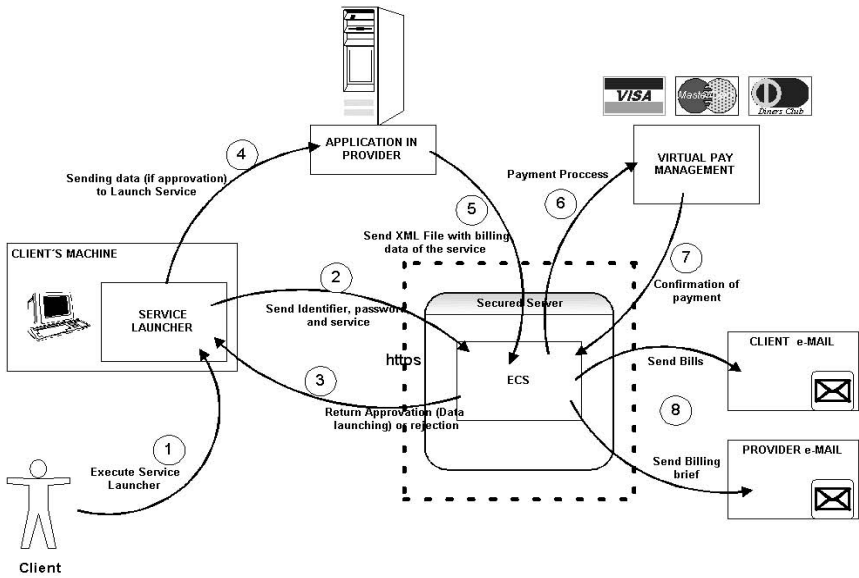 VISA
MasterCard
Diners Club
APPLICATION IN
PROVIDER
VIRTUAL PAY
MANAGEMENT
4
Sending data (if approvation)
to Launch Service
Payment Proccess
6
5
Send XML File with billing
data of the service
7
Confirmation of
payment
CLIENT´S MACHINE
SERVICE
LAUNCHER
2
Send Identifier, password
and service
Secured Server
https
ECS
3
Return Approvation (Data
launching) or rejection
CLIENT e-MAIL
Send Bills
8
PROVIDER e-MAIL
Send Billing
brief
1
Execute Service
Launcher
Client